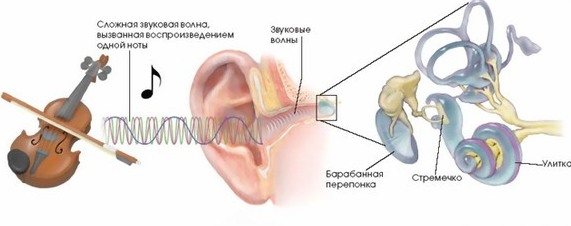 Сложная звуковая волна,
вызванная воспроизведением
одной ноты
Звуковые
волны
Барабанная
перепонка
Стремечко
Улитка